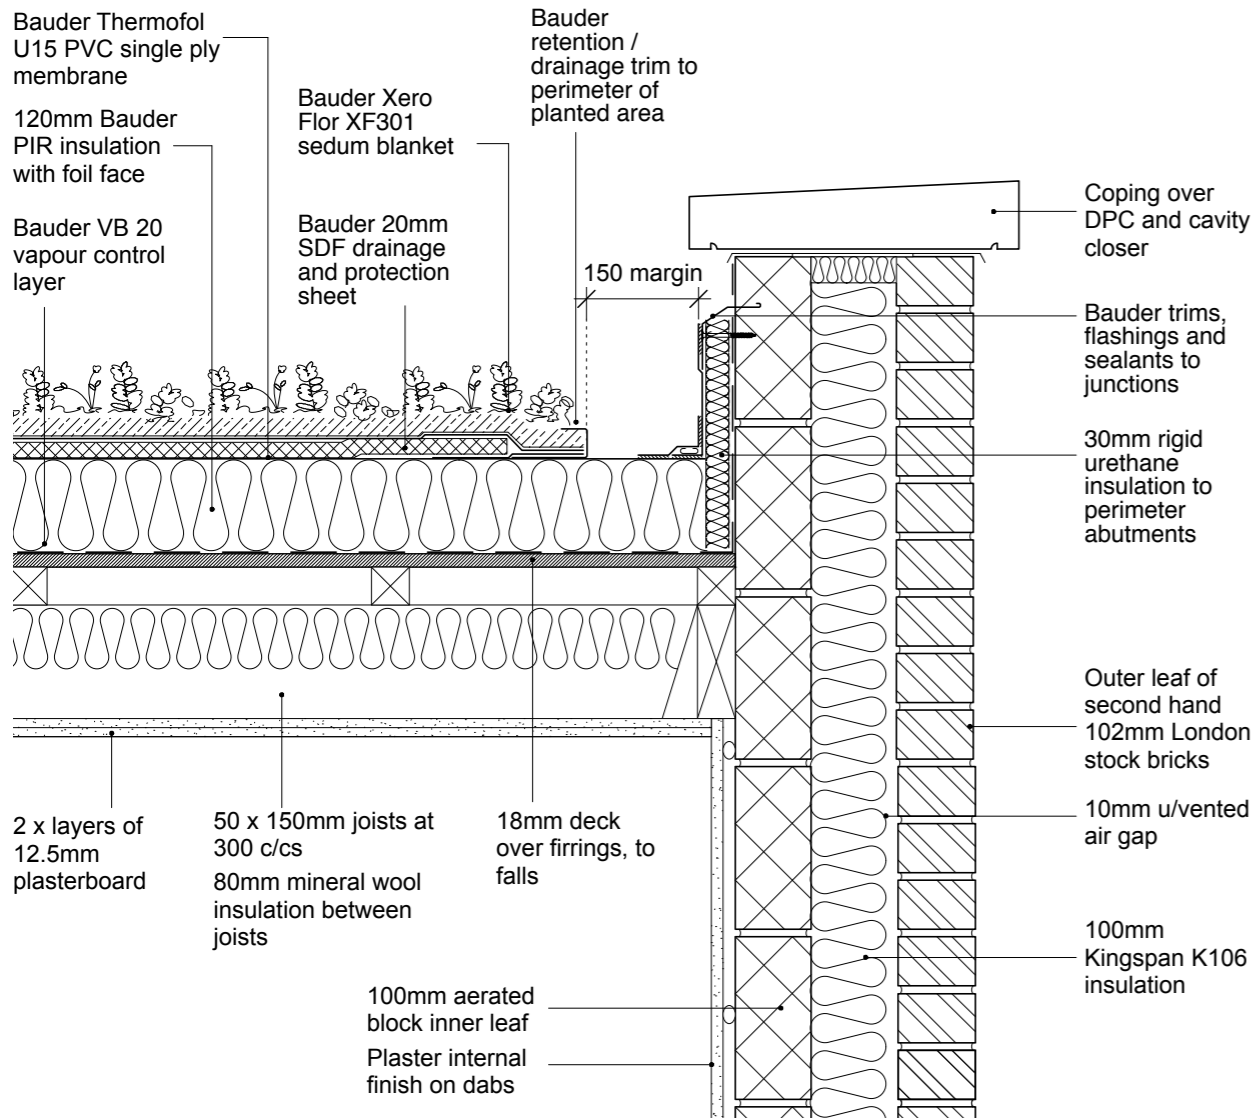 Bauder Thermofol
U15 PVC single ply
membrane
120mm Bauder
PIR insulation
with foil face
Bauder VB 20
vapour control
layer
Bauder Xero
Flor XF301
sedum blanket
Bauder 20mm
SDF drainage
and protection
sheet
Bauder
retention /
drainage trim to
perimeter of
planted area
150 margin
Coping over
DPC and cavity
closer
Bauder trims,
flashings and
sealants to
junctions
30mm rigid
urethane
insulation to
perimeter
abutments
Outer leaf of
second hand
102mm London
stock bricks
10mm u/vented
air gap
100mm
Kingspan K106
insulation
2 x layers of
12.5mm
plasterboard
50 x 150mm joists at
300 c/cs
80mm mineral wool
insulation between
joists
18mm deck
over firrings, to
falls
100mm aerated
block inner leaf
Plaster internal
finish on dabs